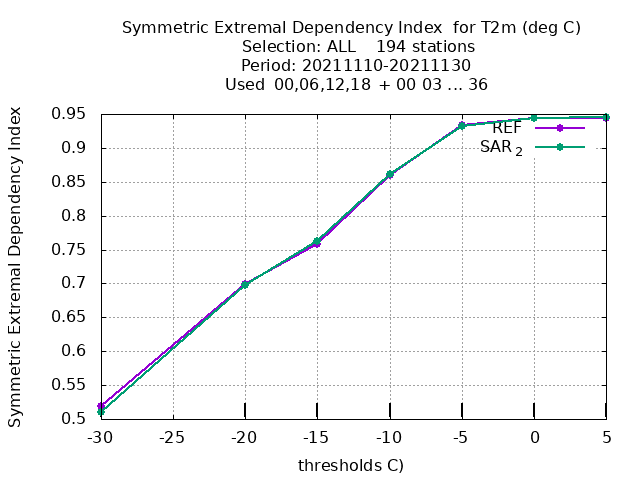 Symmetric Extremal Dependency Index for T2m (deg C)
Selection: ALL 194 stations
Period: 20211110-20211130
Used 00,06,12,18 + 00 03 ... 36
Symmetric Extremal Dependency Index
0.95
0.9
0.85
0.8
0.75
0.7
0.65
0.6
0.55
0.5
REF
SAR 2
-30 -25 -20 -15 -10 -5 0 5
thresholds C)